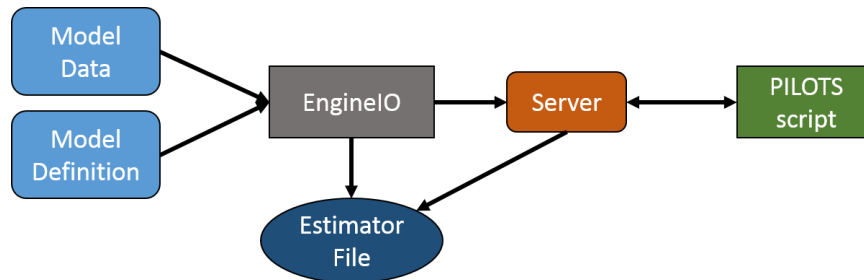 Model
Data
Model
Definition
EngineIO
Server
PILOTS
script
Estimator
File